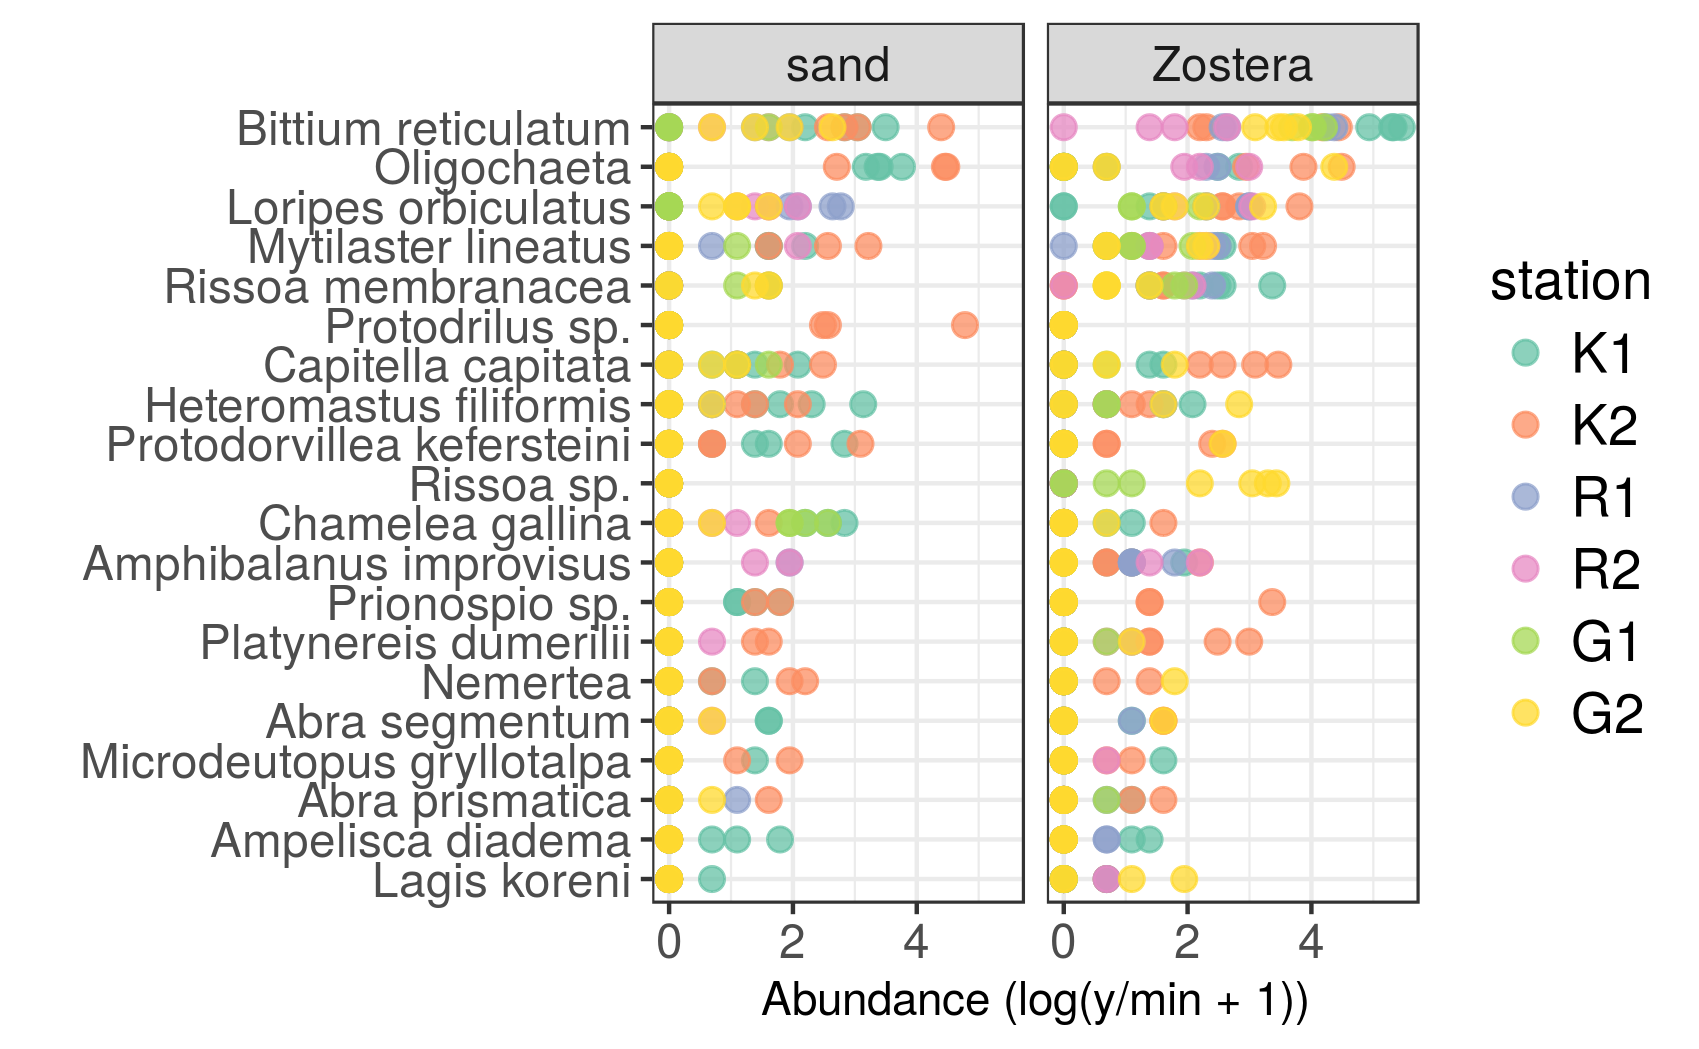 sand
Zostera
Bittium reticulatum
Oligochaeta
Loripes orbiculatus
Mytilaster lineatus
Rissoa membranacea
Protodrilus sp.
Capitella capitata
Heteromastus filiformis
Protodorvillea kefersteini
Rissoa sp.
Chamelea gallina
Amphibalanus improvisus
Prionospio sp.
Platynereis dumerilii
Nemertea
Abra segmentum
Microdeutopus gryllotalpa
Abra prismatica
Ampelisca diadema
Lagis koreni
0 2 4
0 2 4
Abundance (log(y/min + 1))
station
K1
K2
R1
R2
G1
G2